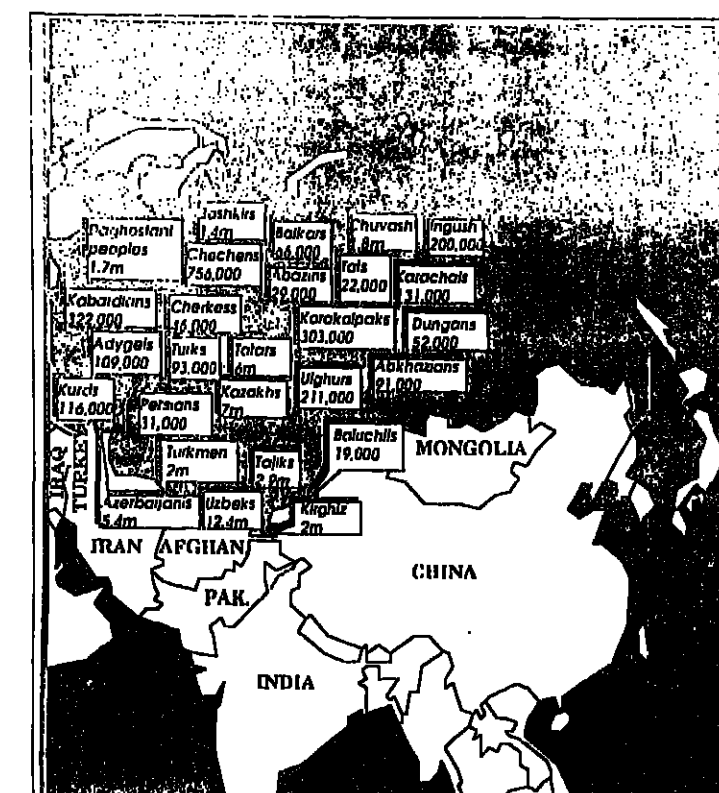 Bashkirs
1.4m
Daghestani
peoples
1.7m
Balkars
66,000
Chuvash
Ingush
200,000
Chechens
756,000
Abazins
29,000
Tats
22,000
Karachais
131,000
Kabardians
322,000
Cherkess
46,000
Karakalpaks
303,000
Dungans
52,000
Adygeis
109,000
Turks
93,000
Tatars
6m
Uighurs
211,000
Abkhazians
91,000
Kurds
116,000
Persians
31,000
Kazakhs
7m
Baluchis
19,000
MONGOLIA
Turkmen
2m
Tajiks
2.9m
IRAQ
TURKEY
Azerbaijanis
5.4m
Uzbeks
12.4m
Kirghiz
2m
IRAN
AFGHAN
CHINA
PAK.
INDIA